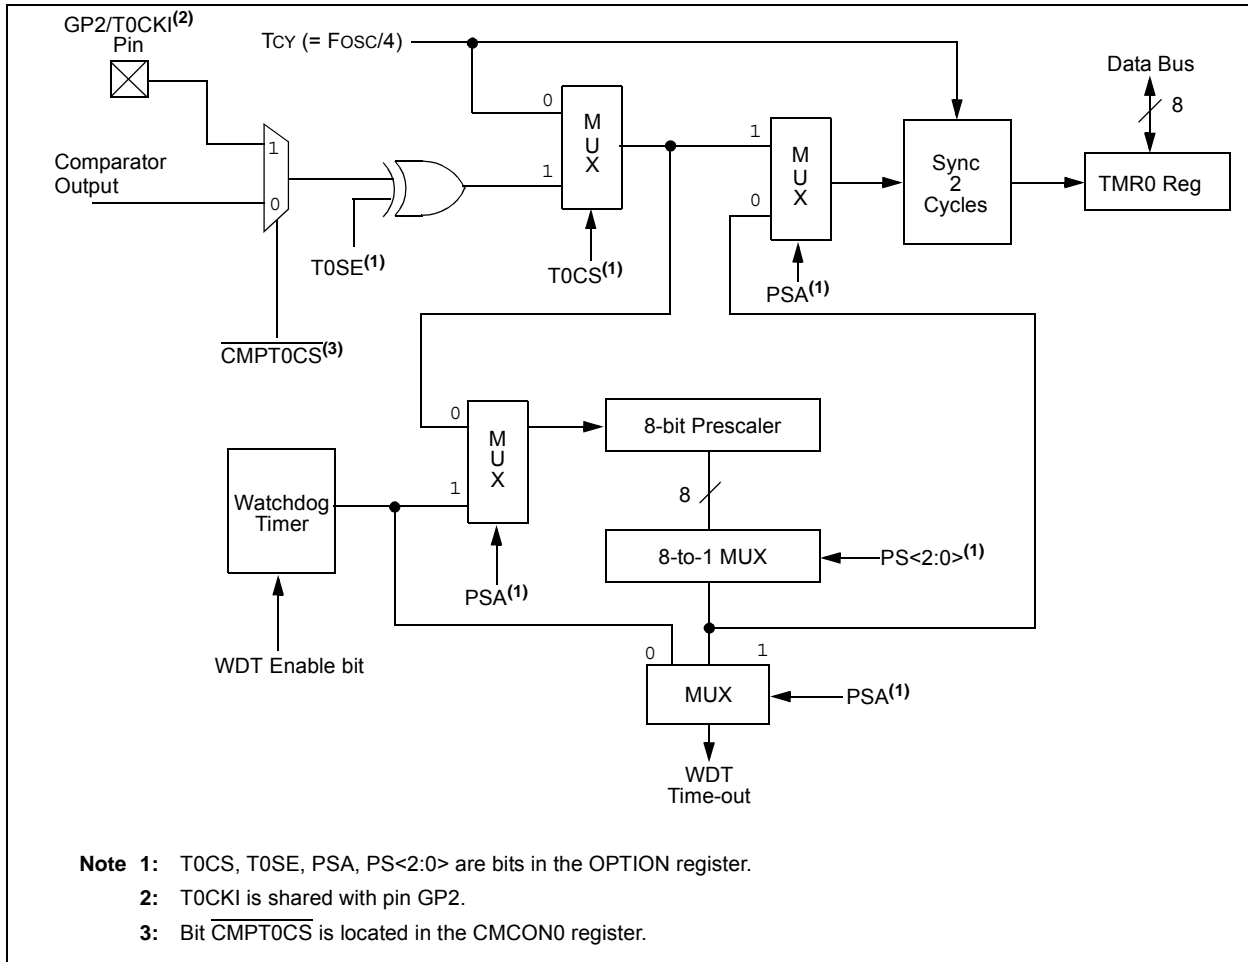 GP2/T0CKI(2)
Pin
TCY (= FOSC/4)
Data Bus
8
0
M
U
X
1
T0CS(1)
1
M
U
X
0
PSA(1)
Sync
2
Cycles
TMR0 Reg
1
0
Comparator
Output
T0SE(1)
CMPT0CS(3)
0
M
U
X
1
PSA(1)
8-bit Prescaler
8
Watchdog
Timer
8-to-1 MUX
PS<2:0>(1)
WDT Enable bit
0
1
MUX
PSA(1)
WDT
Time-out
Note 1: T0CS, T0SE, PSA, PS<2:0> are bits in the OPTION register.
2: T0CKI is shared with pin GP2.
3: Bit CMPT0CS is located in the CMCON0 register.